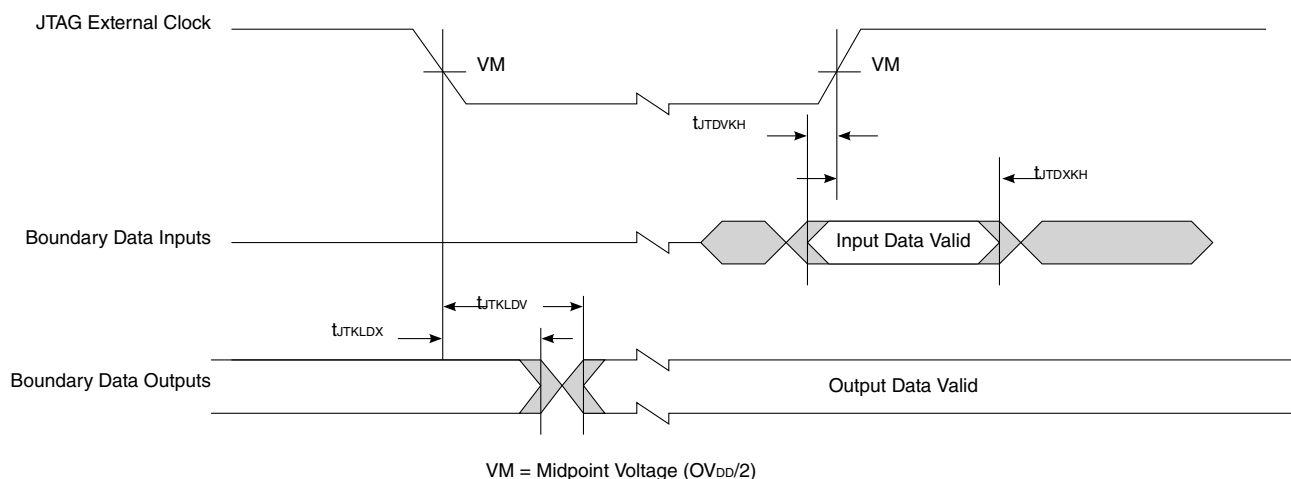 JTAG External Clock
VM
VM
tJTDVKH
tJTDXKH
Boundary Data Inputs
Input Data Valid
tJTKLDV
tJTKLDX
Boundary Data Outputs
Output Data Valid
VM = Midpoint Voltage (OVDD/2)